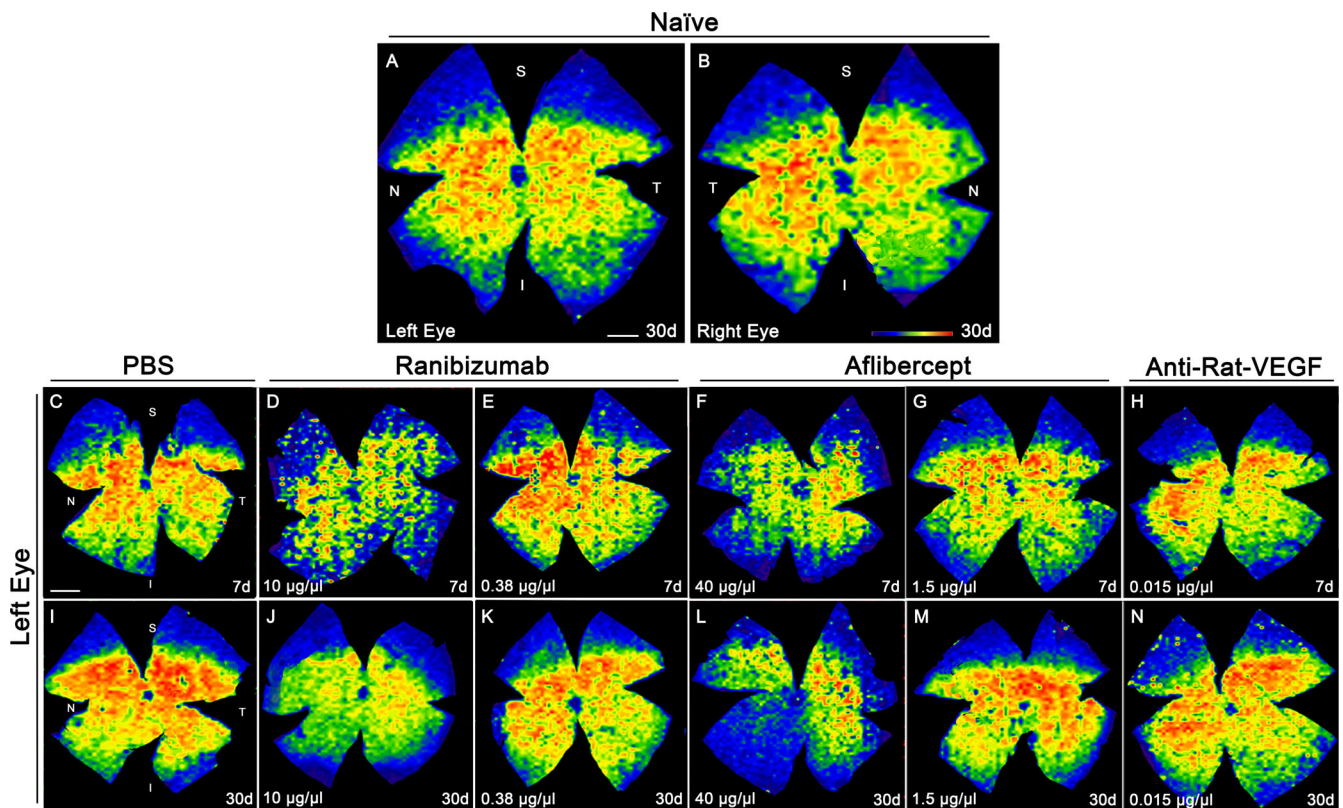 Naïve
A
S
N
T
I
Left Eye
30d
B
S
T
N
I
Right Eye
30d
PBS
Ranibizumab
Aflibercept
Anti-Rat-VEGF
Left Eye
C
S
N
T
I
7d
D
10 µg/µl
7d
E
0.38 µg/µl
7d
F
40 µg/µl
7d
G
1.5 µg/µl
7d
H
0.015 µg/µl
7d
I
S
N
T
I
30d
J
10 µg/µl
30d
K
0.38 µg/µl
30d
L
40 µg/µl
30d
M
1.5 µg/µl
30d
N
0.015 µg/µl
30d